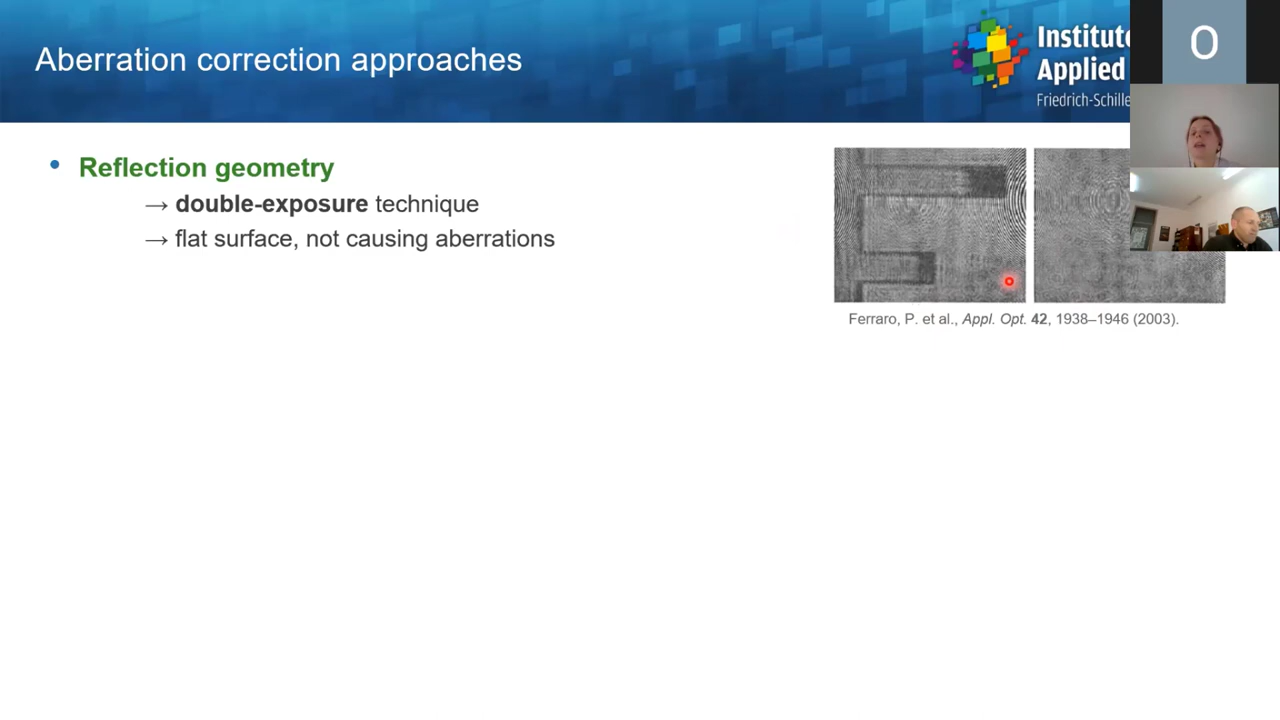 Aberration correction approaches
Institute
Applied
Friedrich-Schille
O
• Reflection geometry
→ double-exposure technique
→ flat surface, not causing aberrations
Ferraro, P. et al., Appl. Opt. 42, 1938–1946 (2003).